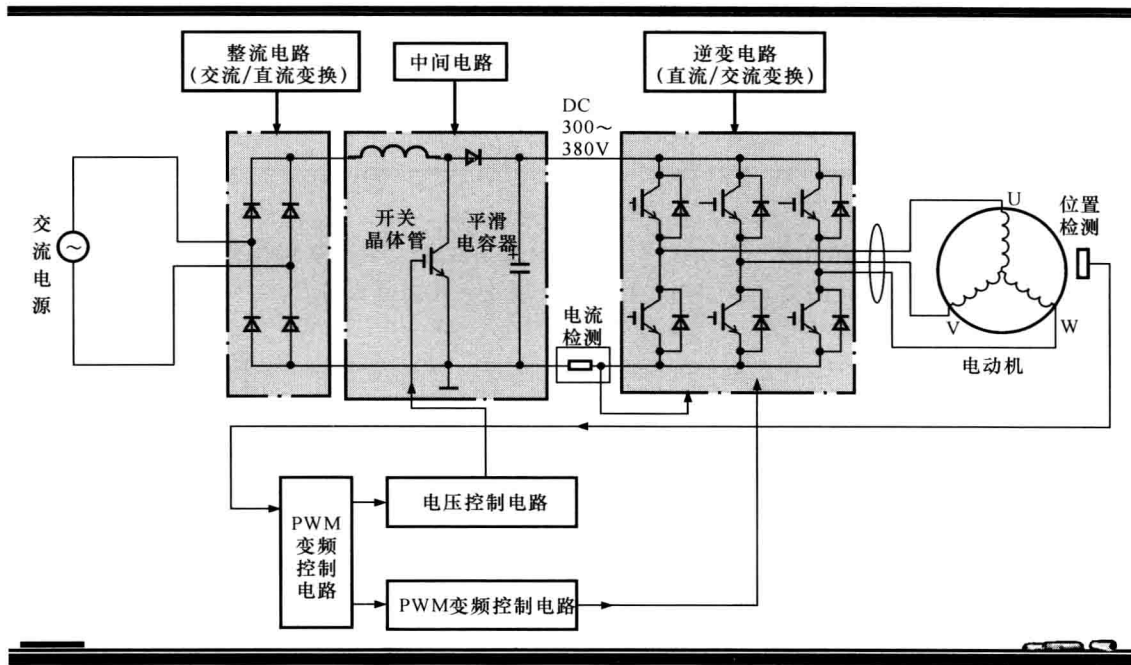 整流电路
(交流/直流变换)
中间电路
逆变电路
(直流/交流变换)
DC
300~
380V
交流电源
开关
晶体管
平滑
电容器
+
电流
检测
U
V
W
位置
检测
电动机
电压控制电路
PWM
变频
控制
电路
PWM变频控制电路